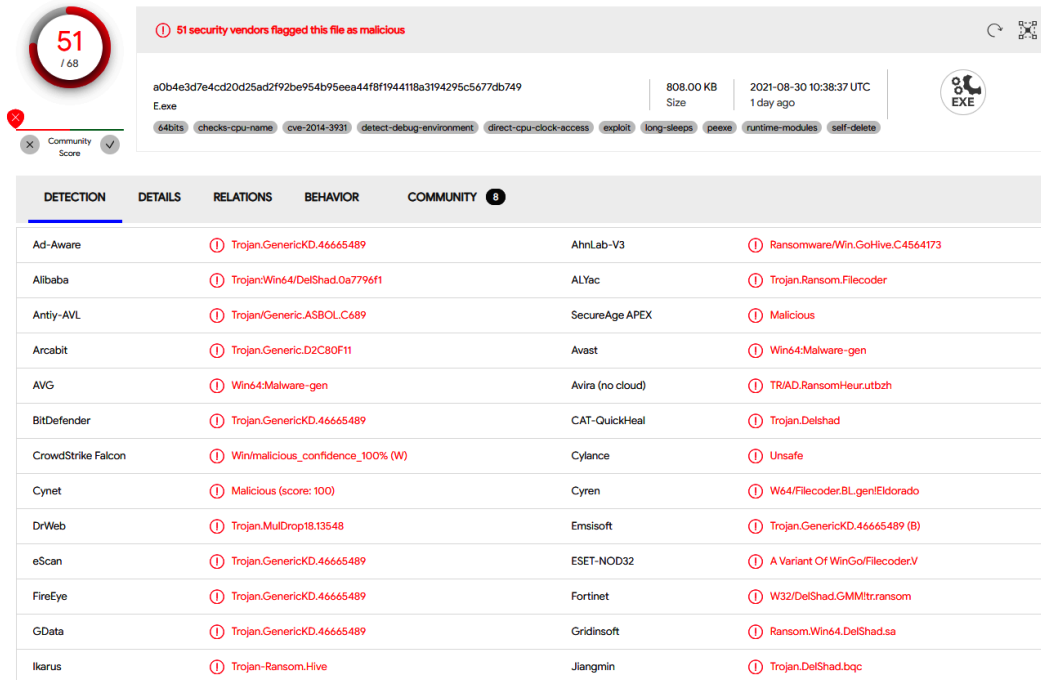 51
/ 68
Community
Score
51 security vendors flagged this file as malicious
a0b4e3d7e4cd20d25ad2f92be954b95eea44f8f1944118a3194295c5677db749
E.exe
808.00 KB
Size
2021-08-30 10:38:37 UTC
1 day ago
EXE
64bits checks-cpu-name cve-2014-3931 detect-debug-environment direct-cpu-clock-access exploit long-sleeps peexe runtime-modules self-delete
DETECTION DETAILS RELATIONS BEHAVIOR COMMUNITY 8
Ad-Aware Trojan.GenericKD.46665489 AhnLab-V3 Ransomware/Win.GoHive.C4564173
Alibaba Trojan:Win64/DelShad.0a7796f1 ALYac Trojan.Ransom.Filecoder
Antiy-AVL Trojan/Generic.ASBOL.C689 SecureAge APEX Malicious
Arcabit Trojan.Generic.D2C80F11 Avast Win64:Malware-gen
AVG Win64:Malware-gen Avira (no cloud) TR/AD.RansomHeur.utbzh
BitDefender Trojan.GenericKD.46665489 CAT-QuickHeal Trojan.Delshad
CrowdStrike Falcon Win/malicious_confidence_100% (W) Cylance Unsafe
Cynet Malicious (score: 100) Cyren W64/Filecoder.BL.gen!Eldorado
DrWeb Trojan.MulDrop18.13548 Emsisoft Trojan.GenericKD.46665489 (B)
eScan Trojan.GenericKD.46665489 ESET-NOD32 A Variant Of WinGo/Filecoder.V
FireEye Trojan.GenericKD.46665489 Fortinet W32/DelShad.GMM!tr.ransom
GData Trojan.GenericKD.46665489 Gridinsoft Ransom.Win64.DelShad.sa
Ikarus Trojan-Ransom.Hive Jiangmin Trojan.DelShad.bqc